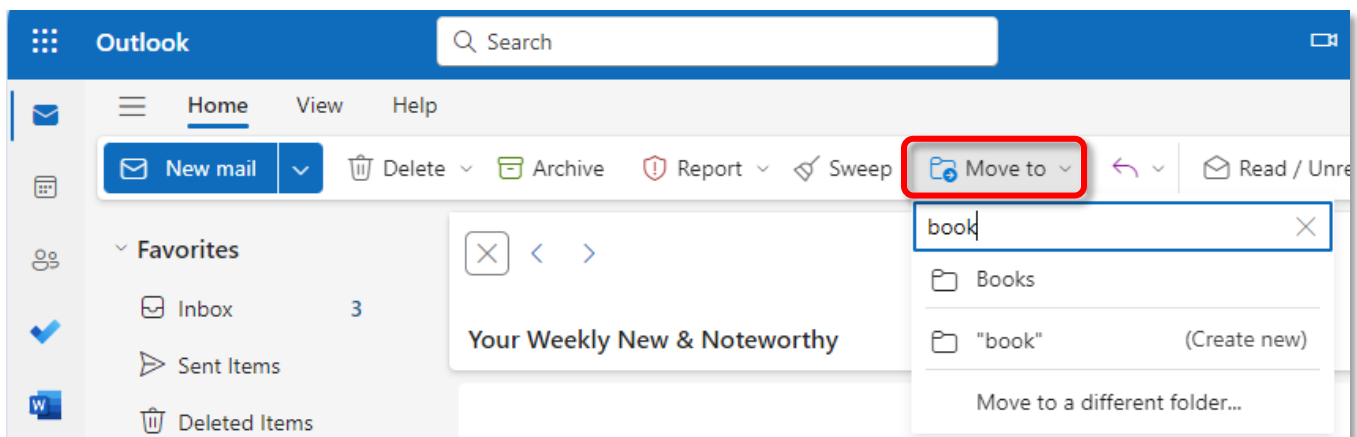 Outlook
Search
Home View Help
New mail Delete Archive Report Sweep Move to Read / Unre
book
Favorites
Books
Inbox 3
Your Weekly New & Noteworthy
"book" (Create new)
Sent Items
Move to a different folder...
Deleted Items
W